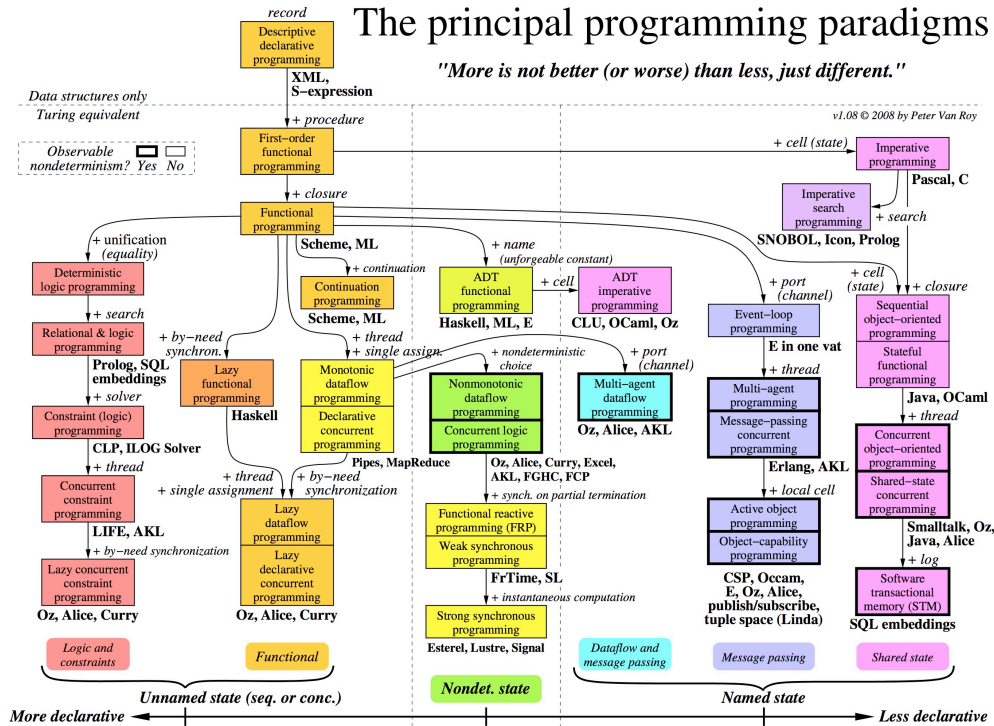 The principal programming paradigms
"More is not better (or worse) than less, just different."
v1.08 © 2008 by Peter Van Roy
record
Descriptive
declarative
programming
XML,
S−expression
Data structures only
Turing equivalent
+ procedure
Observable
nondeterminism? Yes No
First−order
functional
programming
+ cell (state)
Imperative
programming
Pascal, C
+ closure
Functional
programming
Scheme, ML
Imperative
search
programming
+ search
SNOBOL, Icon, Prolog
+ unification
(equality)
Deterministic
logic programming
+ search
Relational & logic
programming
Prolog, SQL
embeddings
+ solver
Constraint (logic)
programming
CLP, ILOG Solver
+ thread
Concurrent
constraint
programming
LIFE, AKL
+ by−need synchronization
Lazy concurrent
constraint
programming
Oz, Alice, Curry
+ continuation
Continuation
programming
Scheme, ML
+ by−need
synchron.
Lazy
functional
programming
Haskell
+ thread
+ single assign.
Monotonic
dataflow
programming
Declarative
concurrent
programming
Pipes, MapReduce
+ thread
+ single assignment
+ by−need
synchronization
Lazy
dataflow
programming
Lazy
declarative
concurrent
programming
Oz, Alice, Curry
+ name
(unforgeable constant)
ADT
functional
programming
Haskell, ML, E
+ cell
ADT
imperative
programming
CLU, OCaml, Oz
+ nondeterministic
choice
Nonmonotonic
dataflow
programming
Concurrent logic
programming
Oz, Alice, Curry, Excel,
AKL, FGHC, FCP
+ synch. on partial termination
Functional reactive
programming (FRP)
Weak synchronous
programming
FrTime, SL
+ instantaneous computation
Strong synchronous
programming
Esterel, Lustre, Signal
+ port
(channel)
Multi−agent
dataflow
programming
Oz, Alice, AKL
+ port
(channel)
Event−loop
programming
E in one vat
+ thread
Multi−agent
programming
Message−passing
concurrent
programming
Erlang, AKL
+ local cell
Active object
programming
Object−capability
programming
CSP, Occam,
E, Oz, Alice,
publish/subscribe,
tuple space (Linda)
+ cell
(state)
+ closure
Sequential
object−oriented
programming
Stateful
functional
programming
Java, OCaml
+ thread
Concurrent
object−oriented
programming
Shared−state
concurrent
programming
Smalltalk, Oz,
Java, Alice
+ log
Software
transactional
memory (STM)
SQL embeddings
Logic and
constraints
Functional
Unnamed state (seq. or conc.)
Nondet. state
Dataflow and
message passing
Message passing
Shared state
Named state
More declarative
Less declarative